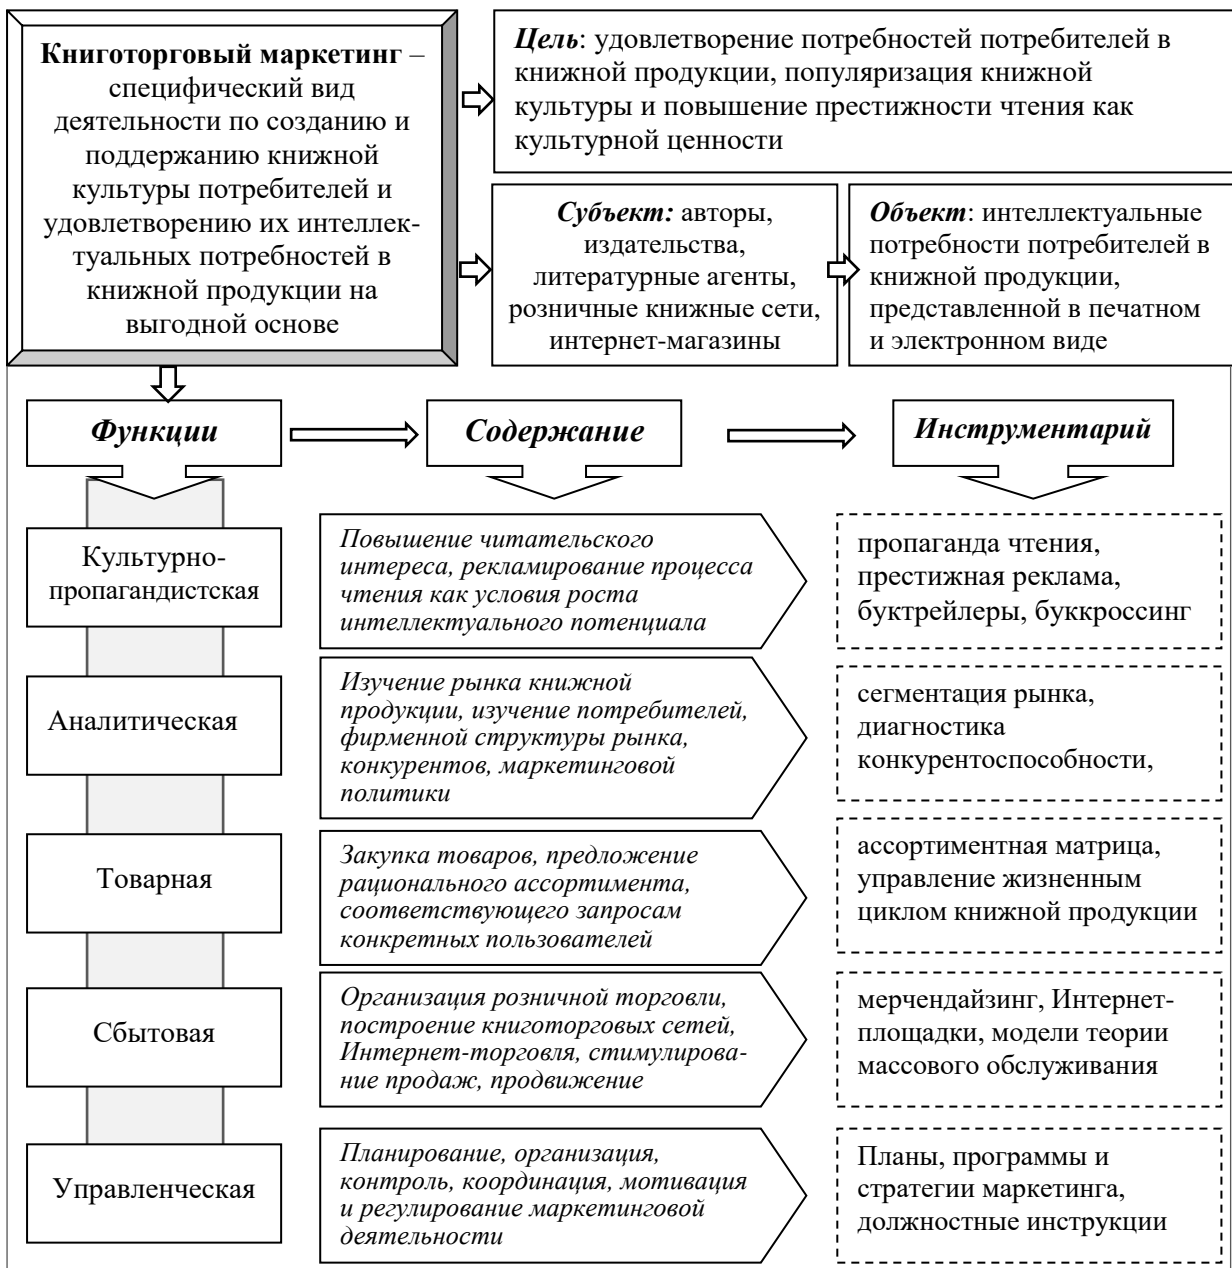 Книготорговый маркетинг –
специфический вид
деятельности по созданию и
поддержанию книжной
культуры потребителей и
удовлетворению их интеллек-
туальных потребностей в
книжной продукции на
выгодной основе
Цель: удовлетворение потребностей потребителей в
книжной продукции, популяризация книжной
культуры и повышение престижности чтения как
культурной ценности
Субъект: авторы,
издательства,
литературные агенты,
розничные книжные сети,
интернет-магазины
Объект: интеллектуальные
потребности потребителей в
книжной продукции,
представленной в печатном
и электронном виде
Функции
Содержание
Инструментарий
Культурно-
пропагандистская
Повышение читательского
интереса, рекламирование процесса
чтения как условия роста
интеллектуального потенциала
пропаганда чтения,
престижная реклама,
буктрейлеры, буккроссинг
Аналитическая
Изучение рынка книжной
продукции, изучение потребителей,
фирменной структуры рынка,
конкурентов, маркетинговой
политики
сегментация рынка,
диагностика
конкурентоспособности,
Товарная
Закупка товаров, предложение
рационального ассортимента,
соответствующего запросам
конкретных пользователей
ассортиментная матрица,
управление жизненным
циклом книжной продукции
Сбытовая
Организация розничной торговли,
построение книготорговых сетей,
Интернет-торговля, стимулирова-
ние продаж, продвижение
мерчендайзинг, Интернет-
площадки, модели теории
массового обслуживания
Управленческая
Планирование, организация,
контроль, координация, мотивация
и регулирование маркетинговой
деятельности
Планы, программы и
стратегии маркетинга,
должностные инструкции